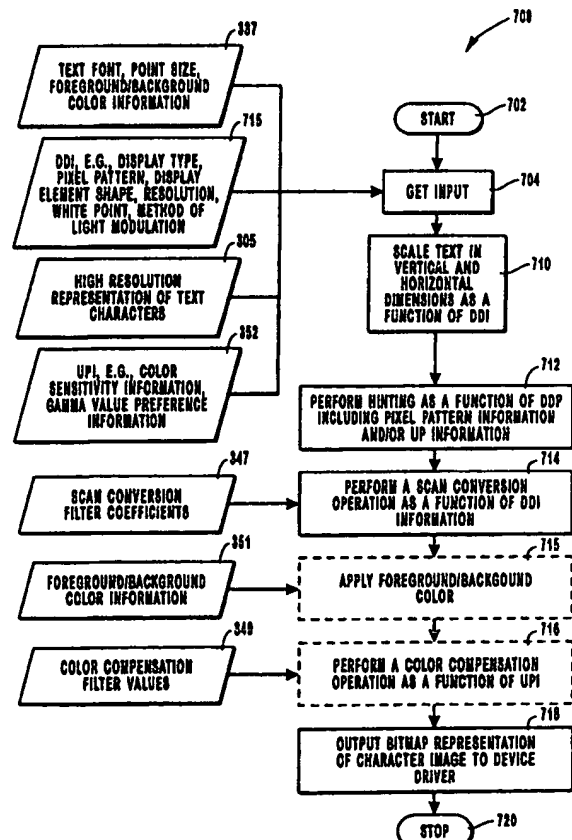 337
TEXT FONT, POINT SIZE,
FOREGROUND/BACKGROUND
COLOR INFORMATION
715
DDI, E.G., DISPLAY TYPE,
PIXEL PATTERN, DISPLAY
ELEMENT SHAPE, RESOLUTION,
WHITE POINT, METHOD OF
LIGHT MODULATION
305
HIGH RESOLUTION
REPRESENTATION OF TEXT
CHARACTERS
352
UPI, E.G., COLOR
SENSITIVITY INFORMATION,
GAMMA VALUE PREFERENCE
INFORMATION
347
SCAN CONVERSION
FILTER COEFFICIENTS
351
FOREGROUND/BACKGROUND
COLOR INFORMATION
349
COLOR COMPENSATION
FILTER VALUES
703
702
START
GET INPUT
704
SCALE TEXT IN
VERTICAL AND
HORIZONTAL
DIMENSIONS AS A
FUNCTION OF DDI
710
712
PERFORM HINTING AS A FUNCTION OF DDP
INCLUDING PIXEL PATTERN INFORMATION
AND/OR UP INFORMATION
714
PERFORM A SCAN CONVERSION
OPERATION AS A FUNCTION OF DDI
INFORMATION
715
APPLY FOREGROUND/BACKGOUND
COLOR
716
PERFORM A COLOR COMPENSATION
OPERATION AS A FUNCTION OF UPI
718
OUTPUT BITMAP REPRESENTATION
OF CHARACTER IMAGE TO DEVICE
DRIVER
STOP
720